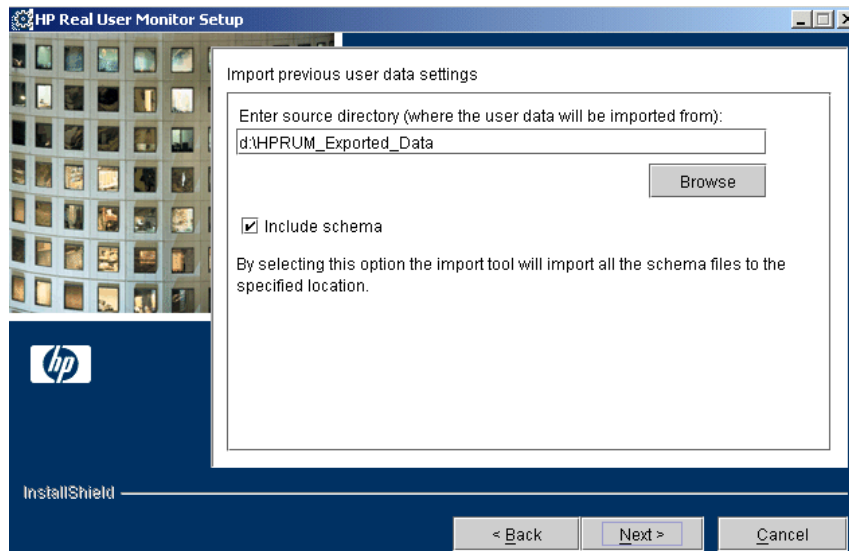 HP Real User Monitor Setup
Import previous user data settings
Enter source directory (where the user data will be imported from):
d:\HPRUM_Exported_Data
Browse
Include schema
By selecting this option the import tool will import all the schema files to the
specified location.
hp
InstallShield
< Back
Next >
Cancel